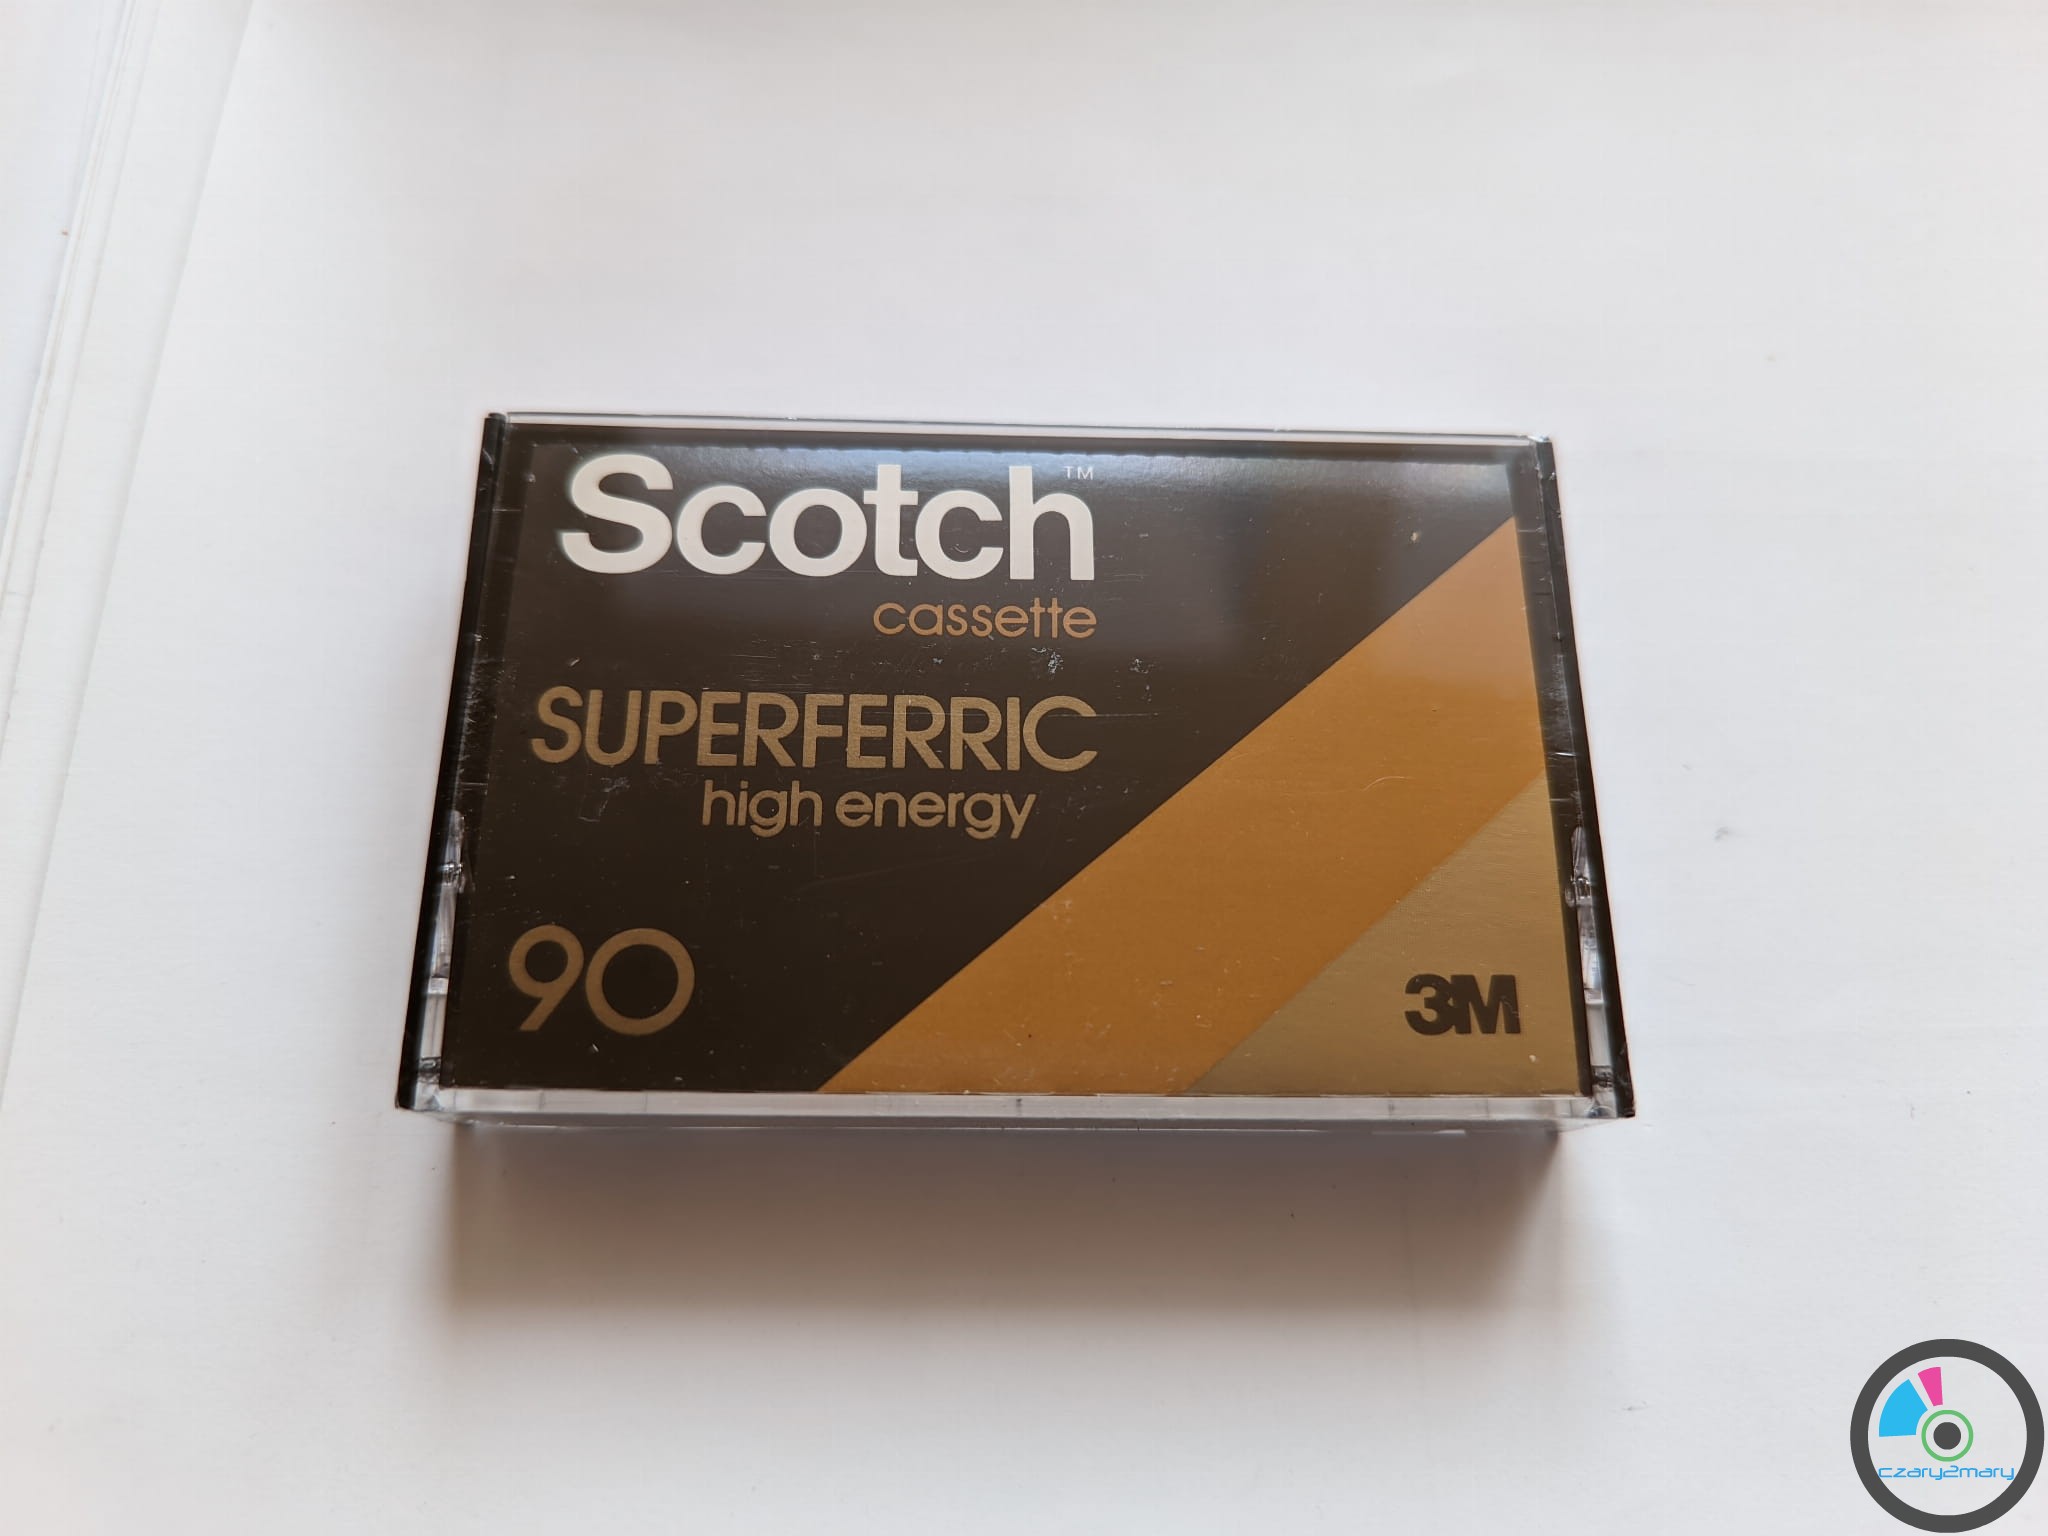 Scotch™
cassette
SUPERFERRIC
high energy
90
3M
czary2mary